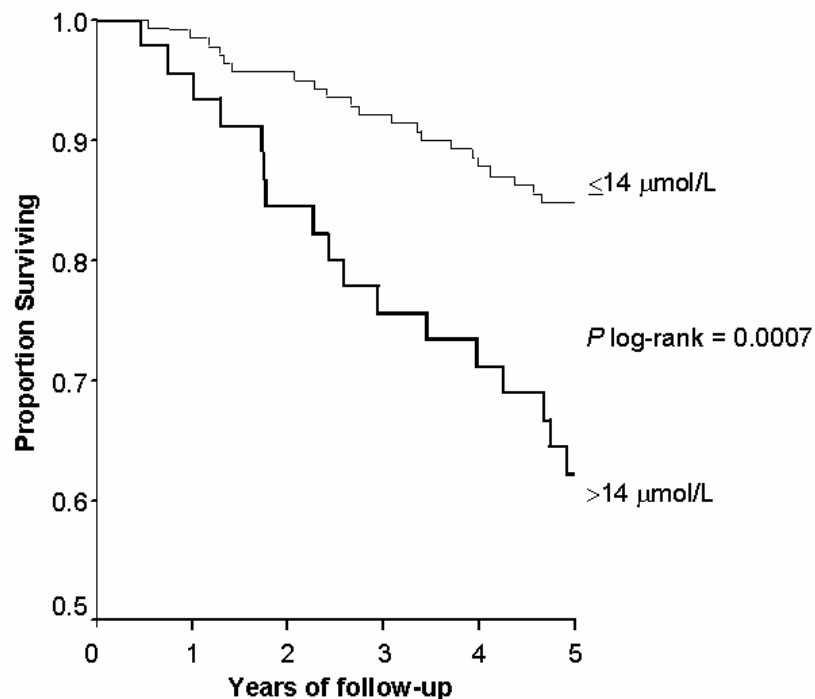 1.0
0.9
0.8
0.7
0.6
0.5
Proportion Surviving
≤14 μmol/L
P log-rank = 0.0007
>14 μmol/L
0 1 2 3 4 5
Years of follow-up